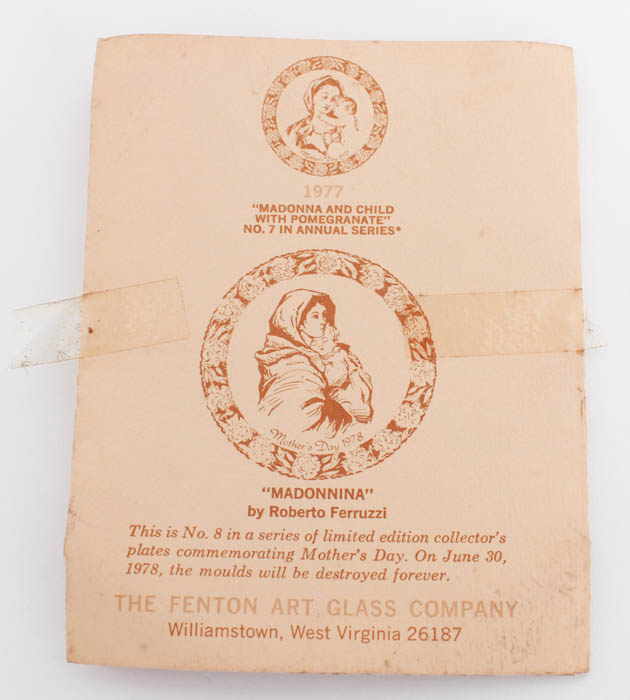 1977
"MADONNA AND CHILD
WITH POMEGRANATE"
NO. 7 IN ANNUAL SERIES*
Mother's Day 1978
"MADONNINA"
by Roberto Ferruzzi
This is No. 8 in a series of limited edition collector's
plates commemorating Mother's Day. On June 30,
1978, the moulds will be destroyed forever.
THE FENTON ART GLASS COMPANY
Williamstown, West Virginia 26187